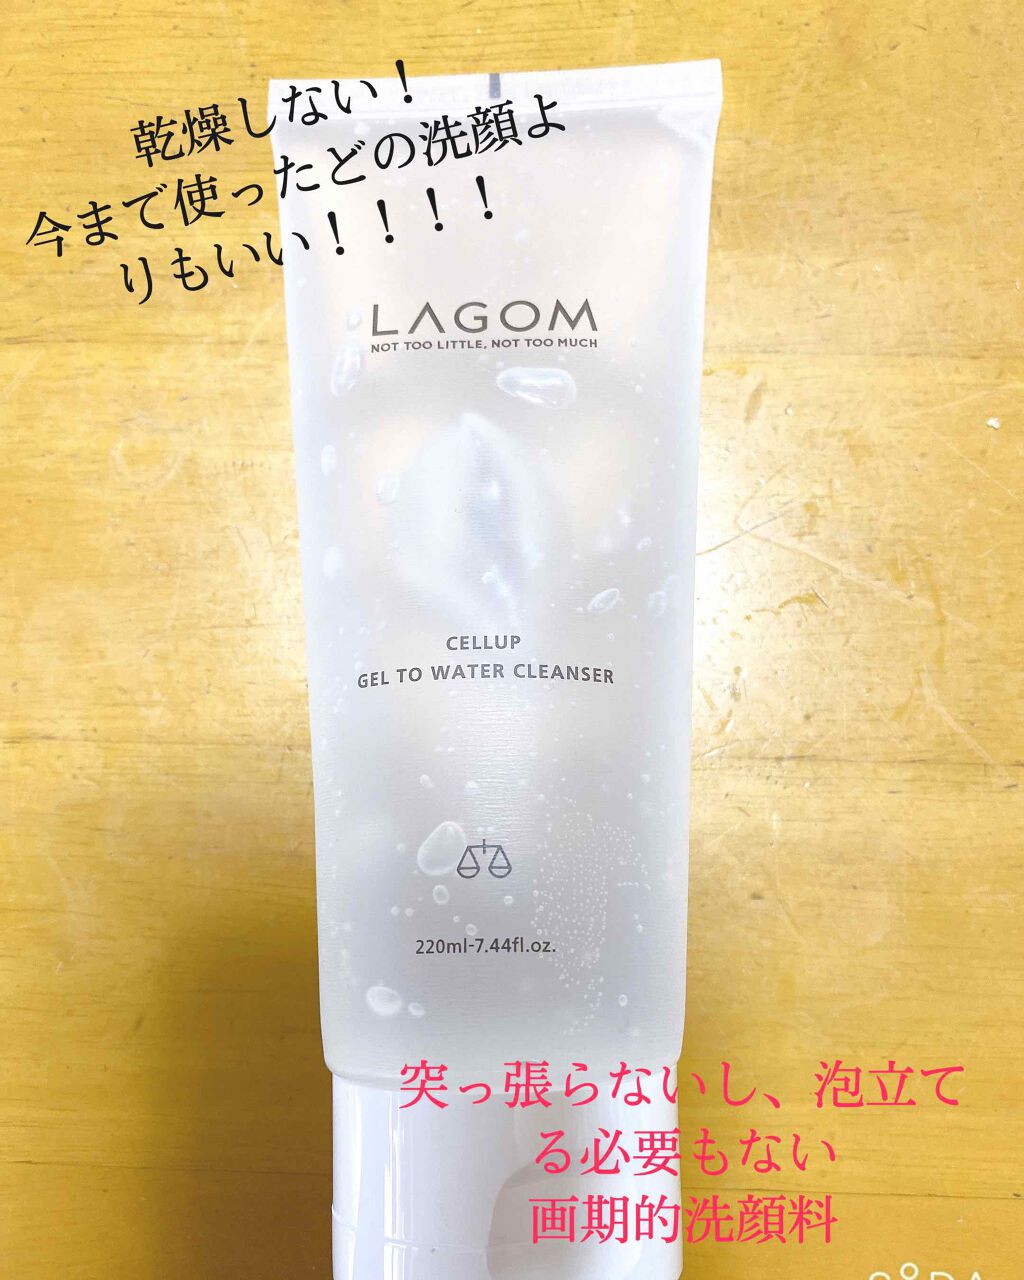 乾燥しない！
今まで使ったどの洗顔よ
りもいい！！！！
LAGOM
NOT TOO LITTLE, NOT TOO MUCH
CELLUP
GEL TO WATER CLEANSER
220ml-7.44fl.oz.
突っ張らないし、泡立て
る必要もない
画期的洗顔料